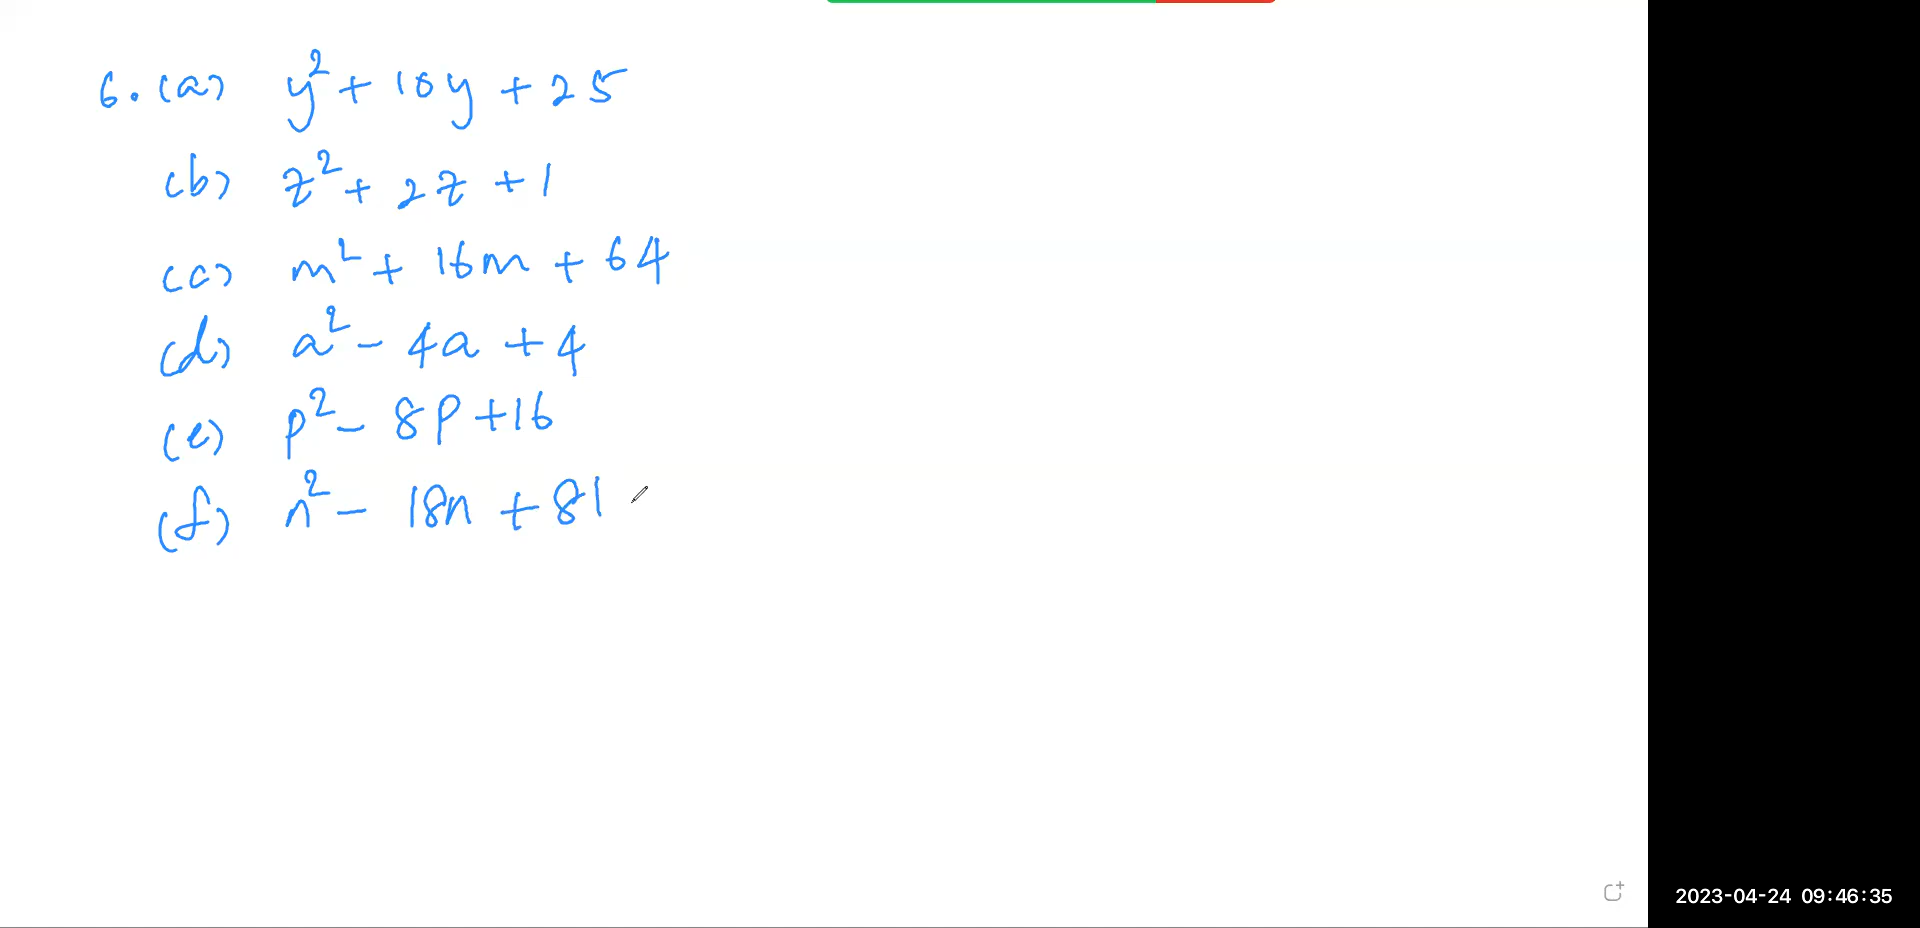 6. (a) y² + 10y + 25
(b) z² + 2z + 1
(c) m² + 16m + 64
(d) a² - 4a + 4
(e) p² - 8p + 16
(f) n² - 18n + 81
2023-04-24 09:46:35